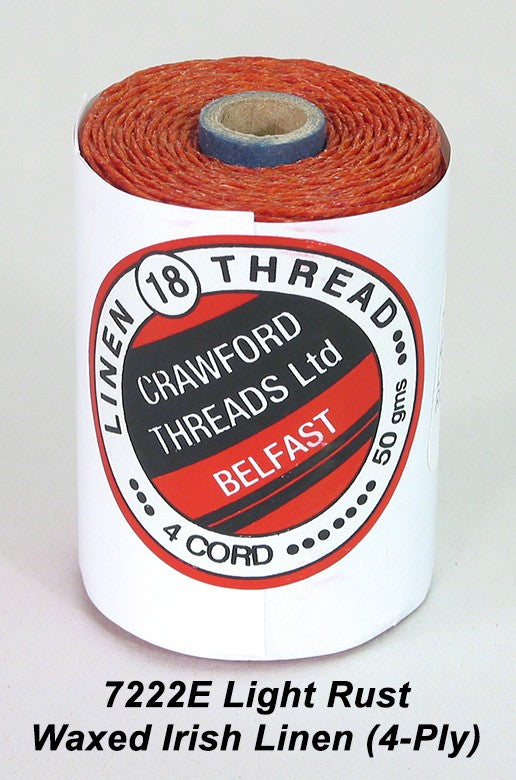 LINEN 18 THREAD
CRAWFORD
THREADS Ltd
BELFAST
50 gms
4 CORD
7222E Light Rust
Waxed Irish Linen (4-Ply)